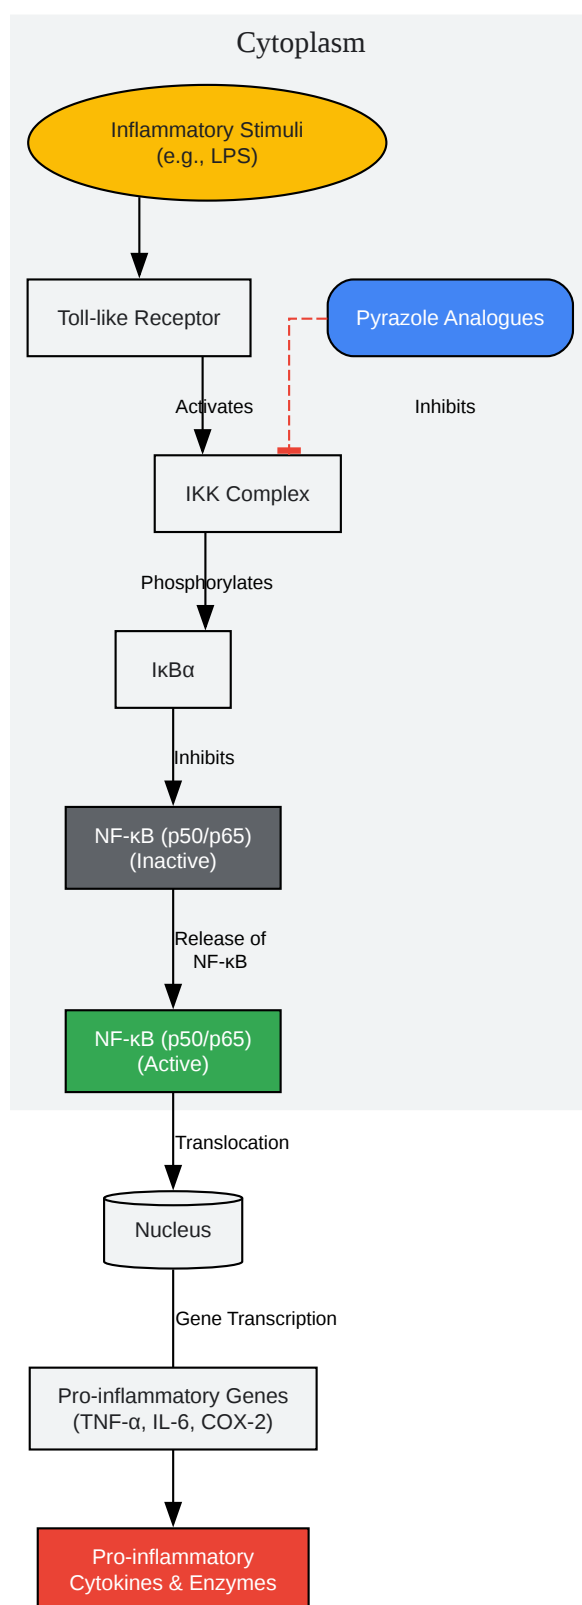 Cytoplasm
Inflammatory Stimuli
(e.g., LPS)
Toll-like Receptor
Pyrazole Analogues
Activates
Inhibits
IKK Complex
Phosphorylates
IκBα
Inhibits
NF-κB (p50/p65)
(Inactive)
Release of
NF-κB
NF-κB (p50/p65)
(Active)
Translocation
Nucleus
Gene Transcription
Pro-inflammatory Genes
(TNF-α, IL-6, COX-2)
Pro-inflammatory
Cytokines & Enzymes